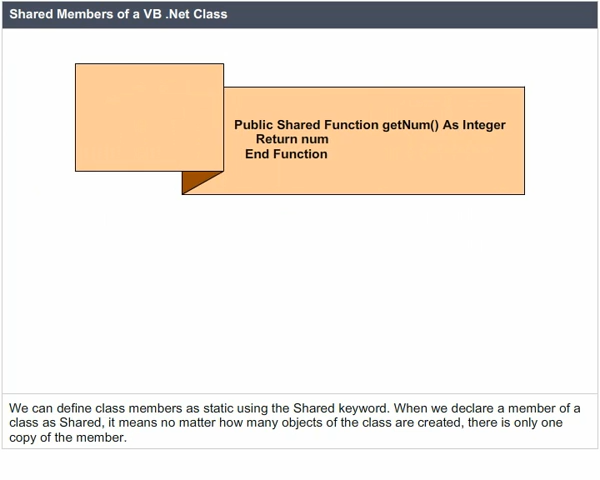 Shared Members of a VB .Net Class
Public Shared Function getNum() As Integer
Return num
End Function
We can define class members as static using the Shared keyword. When we declare a member of a
class as Shared, it means no matter how many objects of the class are created, there is only one
copy of the member.